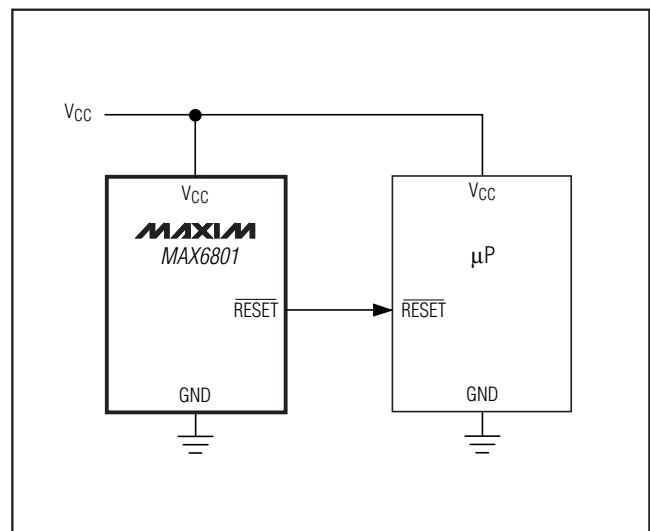 VCC
VCC
MAXIM
MAX6801
RESET
GND
VCC
µP
RESET
GND